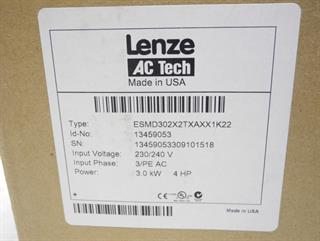 Lenze
AC Tech
Made in USA
Type: ESMD302X2TXAXX1K22
Id-No: 13459053
SN: 13459053309101518
Input Voltage: 230/240 V
Input Phase: 3/PE AC
Power: 3.0 kW 4 HP
Made in USA